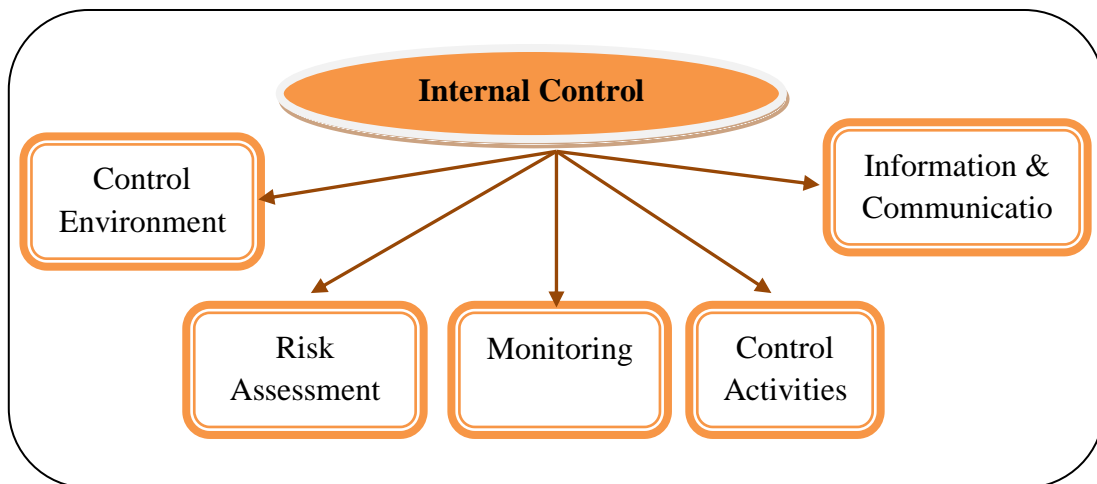 Internal Control
Control
Environment
Information &
Communicatio
Risk
Assessment
Monitoring
Control
Activities